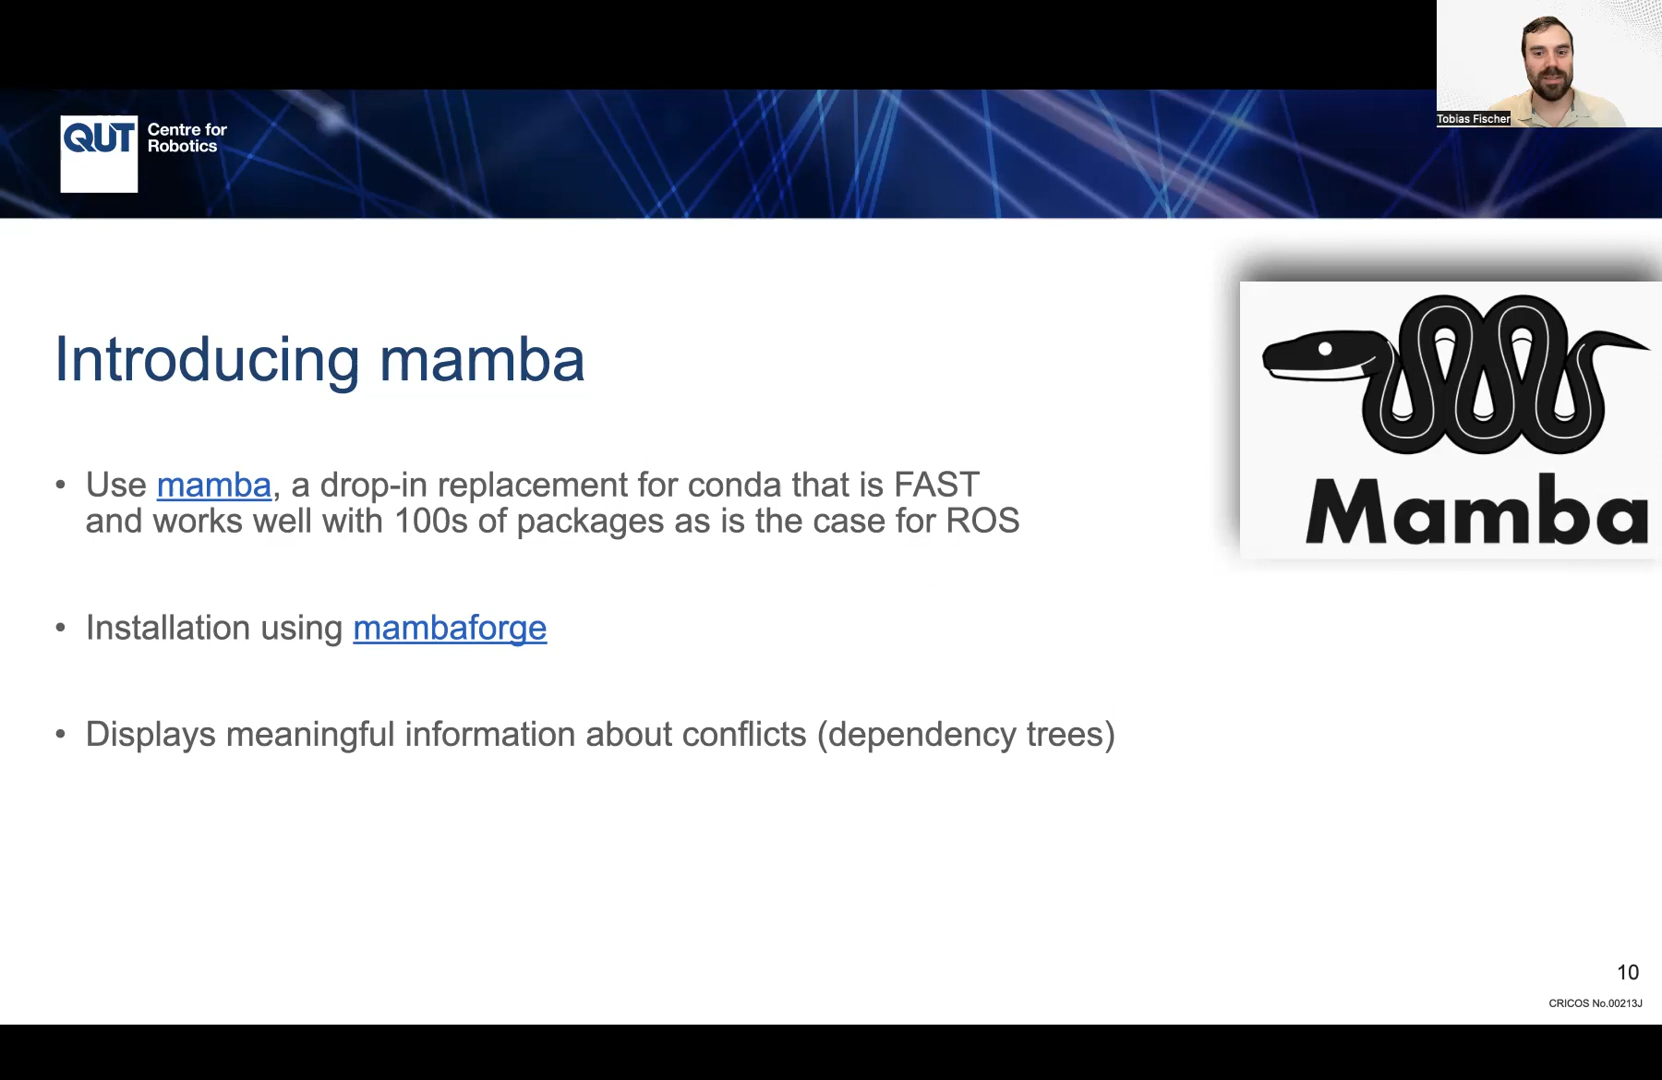 Tobias Fischer
QUT Centre for
Robotics
Introducing mamba
Mamba
• Use mamba, a drop-in replacement for conda that is FAST
and works well with 100s of packages as is the case for ROS
• Installation using mambaforge
• Displays meaningful information about conflicts (dependency trees)
10
CRICOS No.00213J